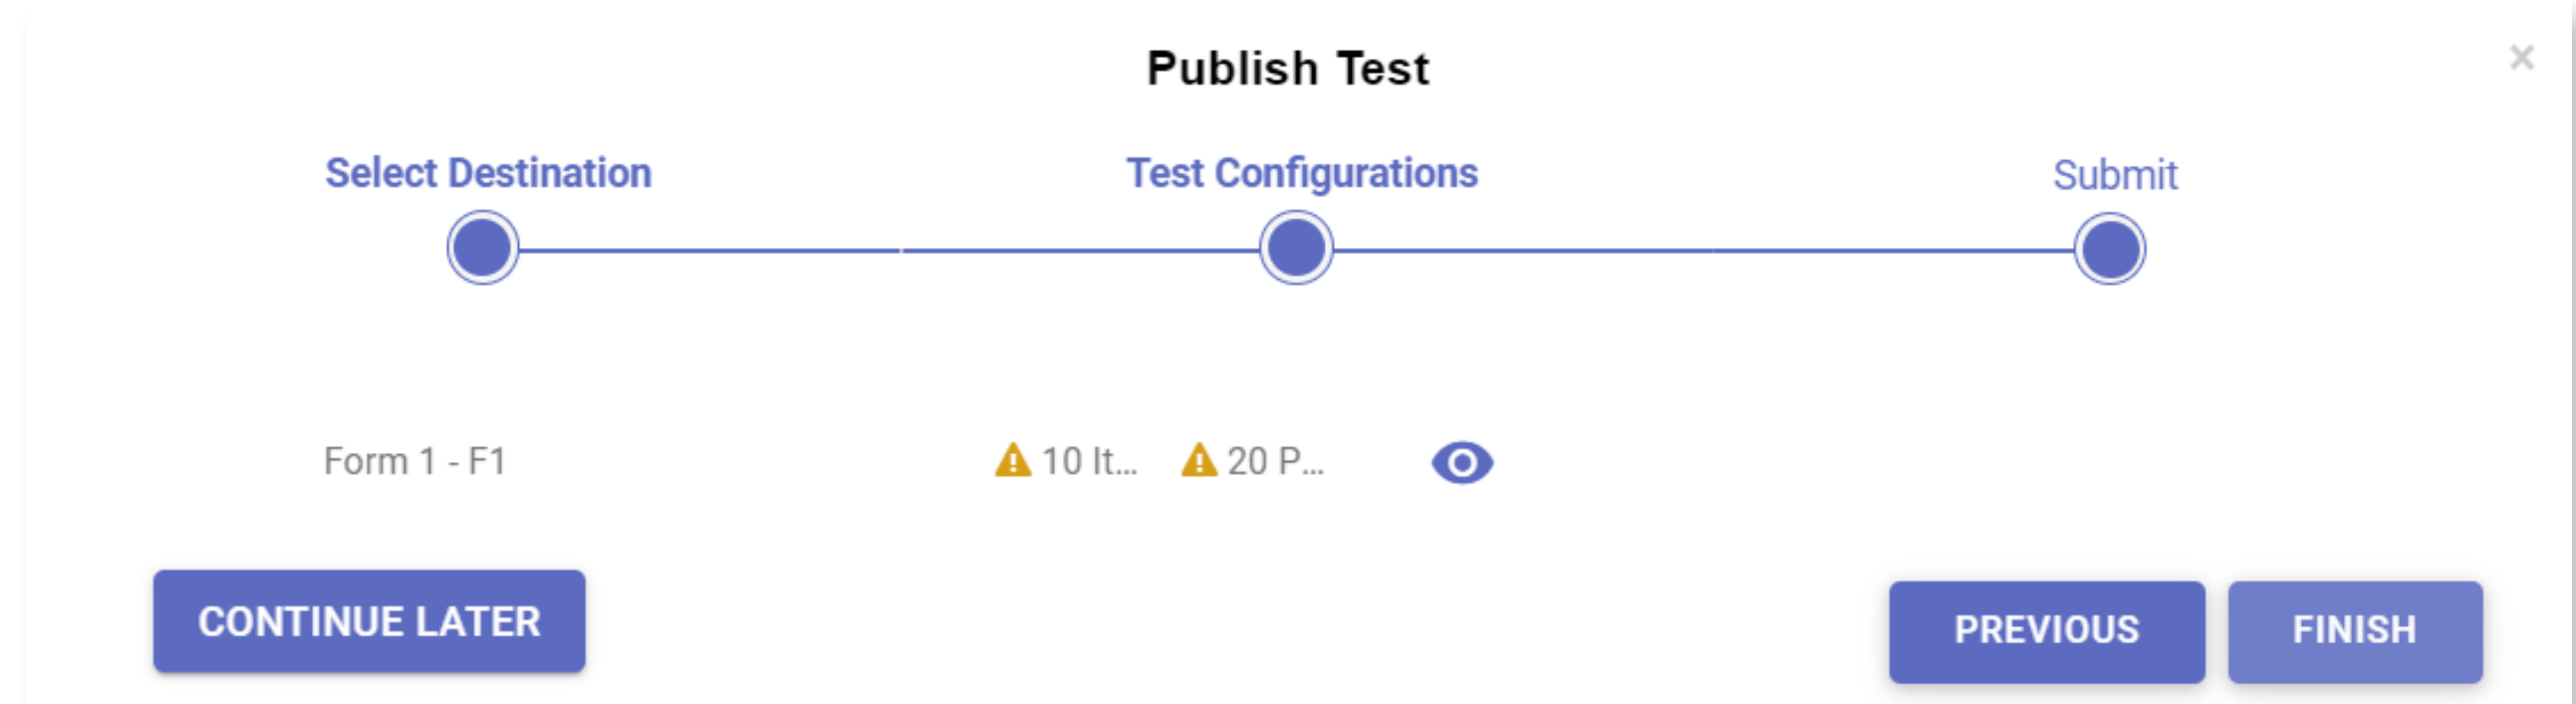 Publish Test
×
Select Destination
Test Configurations
Submit
Form 1 - F1
10 It...
20 P...
CONTINUE LATER
PREVIOUS
FINISH